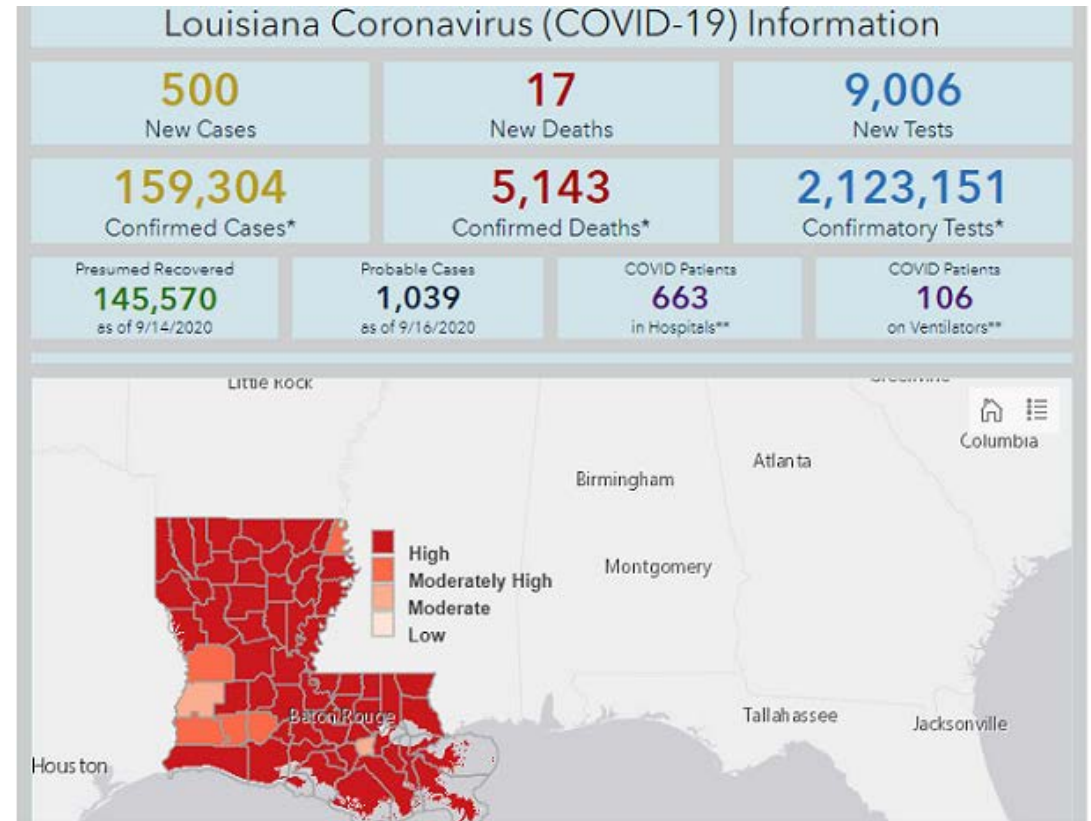 Louisiana Coronavirus (COVID-19) Information
500
New Cases
17
New Deaths
9,006
New Tests
159,304
Confirmed Cases*
5,143
Confirmed Deaths*
2,123,151
Confirmatory Tests*
Presumed Recovered
145,570
as of 9/14/2020
Probable Cases
1,039
as of 9/16/2020
COVID Patients
663
in Hospitals**
COVID Patients
106
on Ventilators**
Little Rock
Columbia
Atlanta
Birmingham
High
Moderately High
Moderate
Low
Montgomery
Baton Rouge
Tallahassee
Jacksonville
Houston